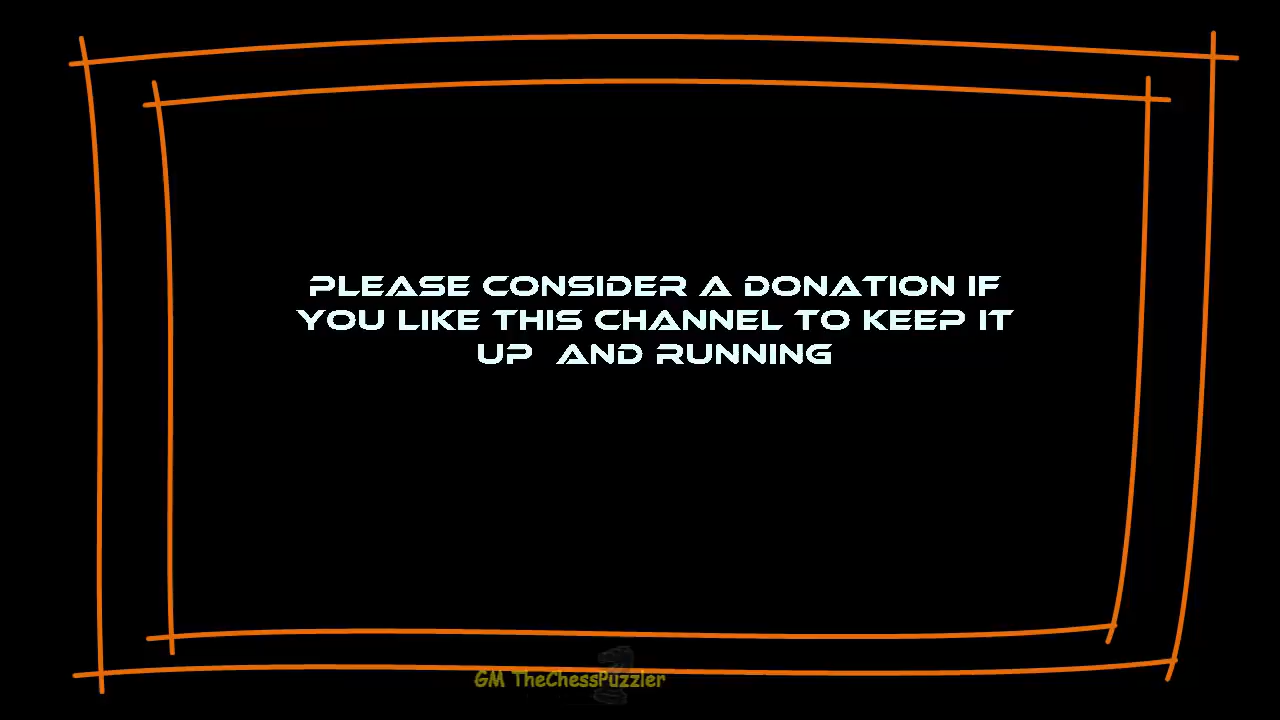 PLEASE CONSIDER A DONATION IF
YOU LIKE THIS CHANNEL TO KEEP IT
UP AND RUNNING
GM TheChessPuzzler